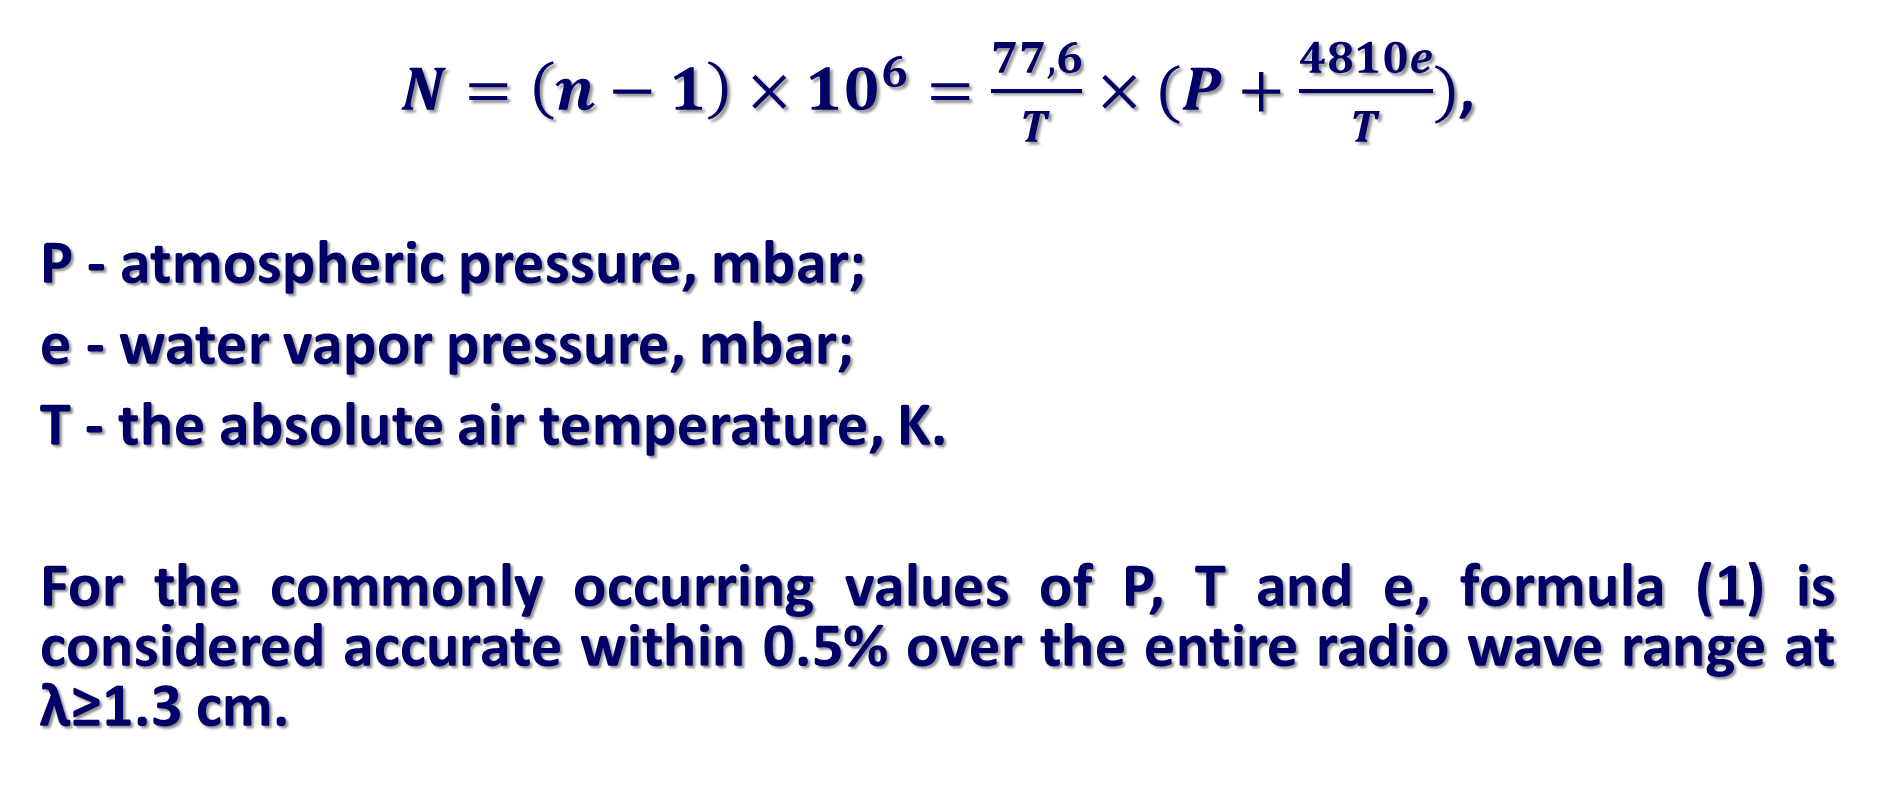 N = (n − 1) × 10⁶ = 77,6/T × (P + 4810e/T),
P - atmospheric pressure, mbar;
e - water vapor pressure, mbar;
T - the absolute air temperature, K.
For the commonly occurring values of P, T and e, formula (1) is
considered accurate within 0.5% over the entire radio wave range at
λ≥1.3 cm.